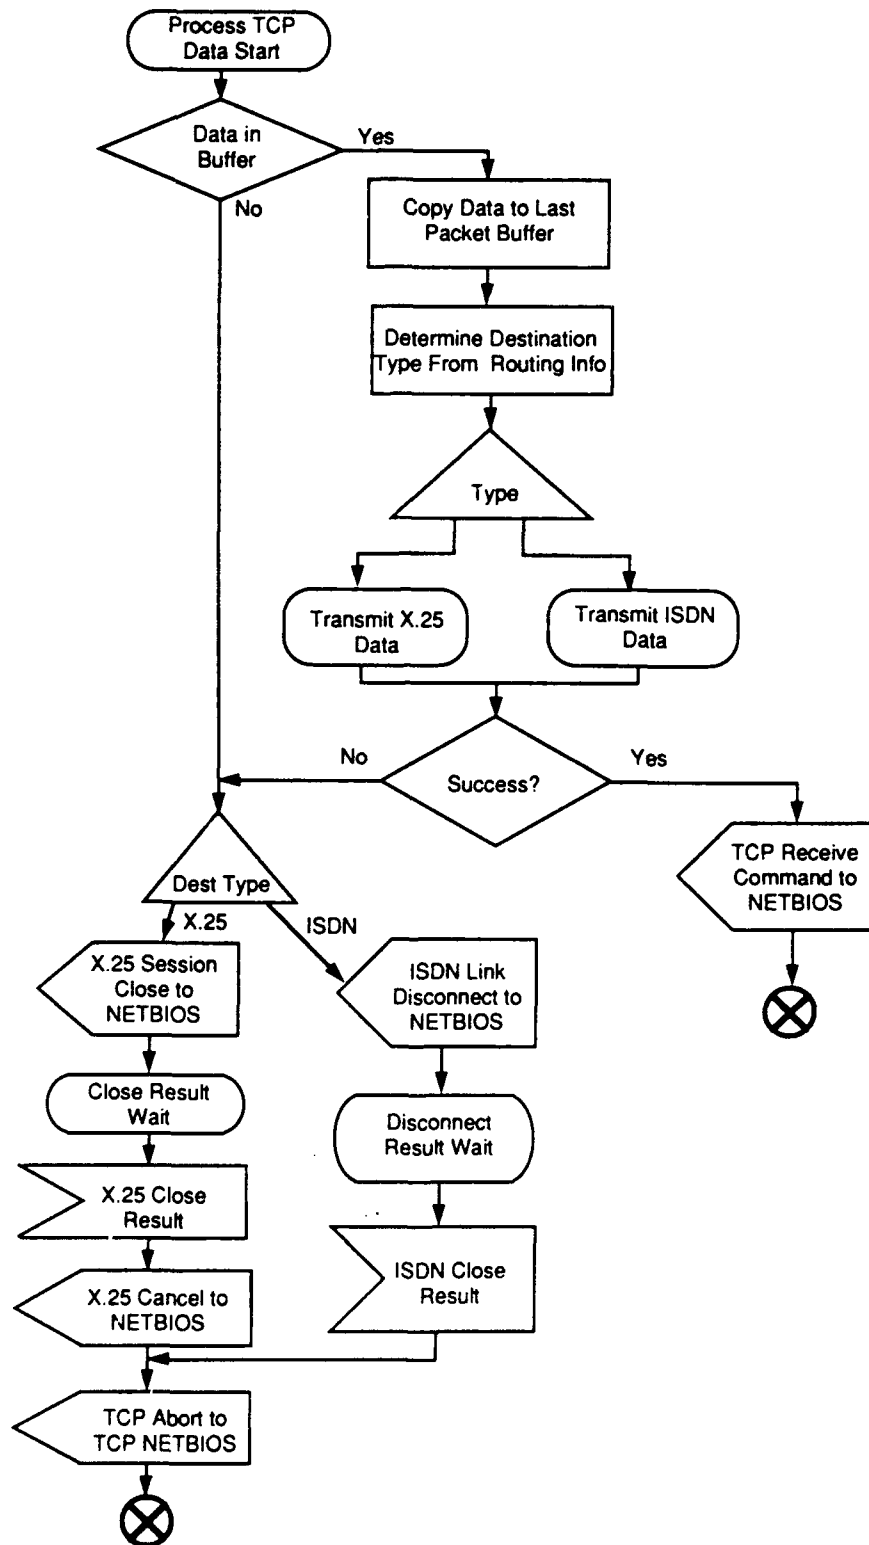 Process TCP
Data Start
Data in
Buffer
Yes
No
Copy Data to Last
Packet Buffer
Determine Destination
Type From Routing Info
Type
Transmit X.25
Data
Transmit ISDN
Data
No
Success?
Yes
TCP Receive
Command to
NETBIOS
Dest Type
X.25
ISDN
X.25 Session
Close to
NETBIOS
ISDN Link
Disconnect to
NETBIOS
Close Result
Wait
Disconnect
Result Wait
X.25 Close
Result
ISDN Close
Result
X.25 Cancel to
NETBIOS
TCP Abort to
TCP NETBIOS